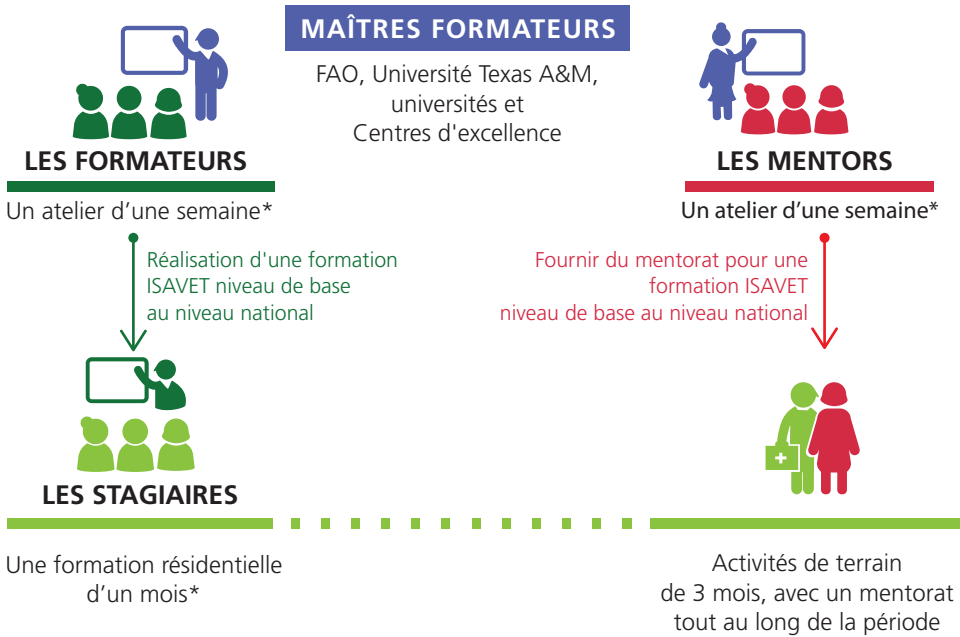 MAÎTRES FORMATEURS
FAO, Université Texas A&M,
universités et
Centres d'excellence
LES FORMATEURS
Un atelier d’une semaine*
Réalisation d'une formation
ISAVET niveau de base
au niveau national
LES MENTORS
Un atelier d’une semaine*
Fournir du mentorat pour une
formation ISAVET
niveau de base au niveau national
LES STAGIAIRES
Une formation résidentielle
d’un mois*
Activités de terrain
de 3 mois, avec un mentorat
tout au long de la période